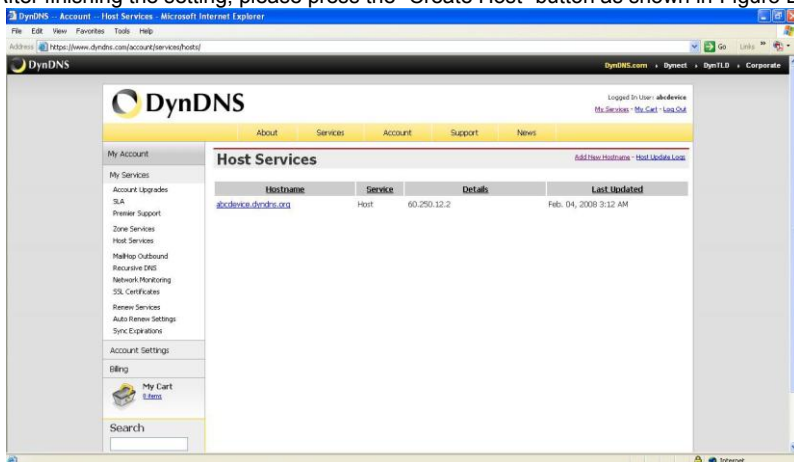 After finishing the setting, please press the "Create Host" button as shown in Figure
DynDNS -- Account -- Host Services - Microsoft Internet Explorer
File Edit View Favorites Tools Help
Address https://www.dyndns.com/account/services/hosts/ Go Links
DynDNS DynDNS.com Dynect DynTLD Corporate
DynDNS
Logged In User: abcdevice
My Services - My Cart - Log Out
About Services Account Support News
My Account
Host Services
Add New Hostname - Host Update Logs
My Services
Account Upgrades
SLA
Premier Support
Zone Services
Host Services
MailHop Outbound
Recursive DNS
Network Monitoring
SSL Certificates
Renew Services
Auto Renew Settings
Sync Expirations
Hostname Service Details Last Updated
abcdevice.dyndns.org Host 60.250.12.2 Feb. 04, 2008 3:12 AM
Account Settings
Billing
My Cart
0 items
Search
Internet